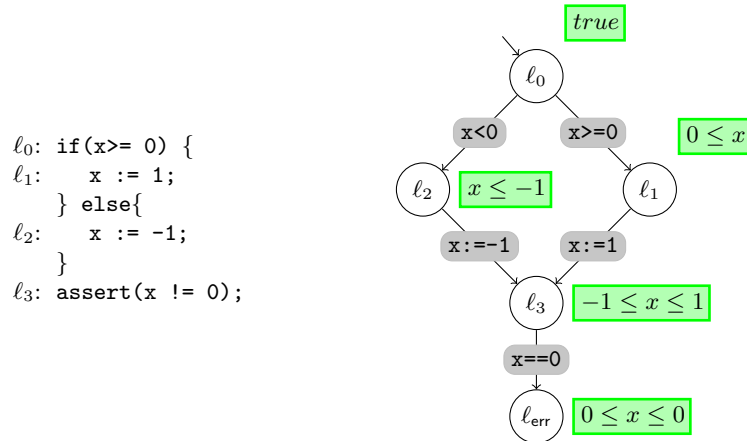 ℓ0: if(x>= 0) {
ℓ1: x := 1;
} else{
ℓ2: x := -1;
}
ℓ3: assert(x != 0);
true
ℓ0
x<0
x>=0
0 ≤ x
ℓ2
x ≤ −1
ℓ1
x:=-1
x:=1
ℓ3
−1 ≤ x ≤ 1
x==0
ℓerr
0 ≤ x ≤ 0